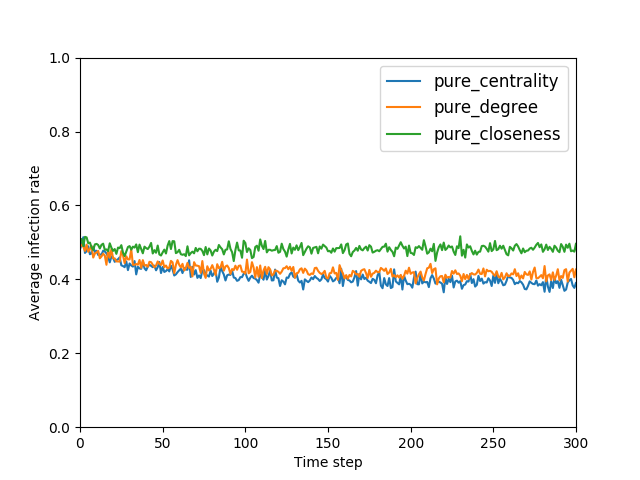 pure_centrality
pure_degree
pure_closeness
1.0
0.8
0.6
0.4
0.2
0.0
Average infection rate
0 50 100 150 200 250 300
Time step